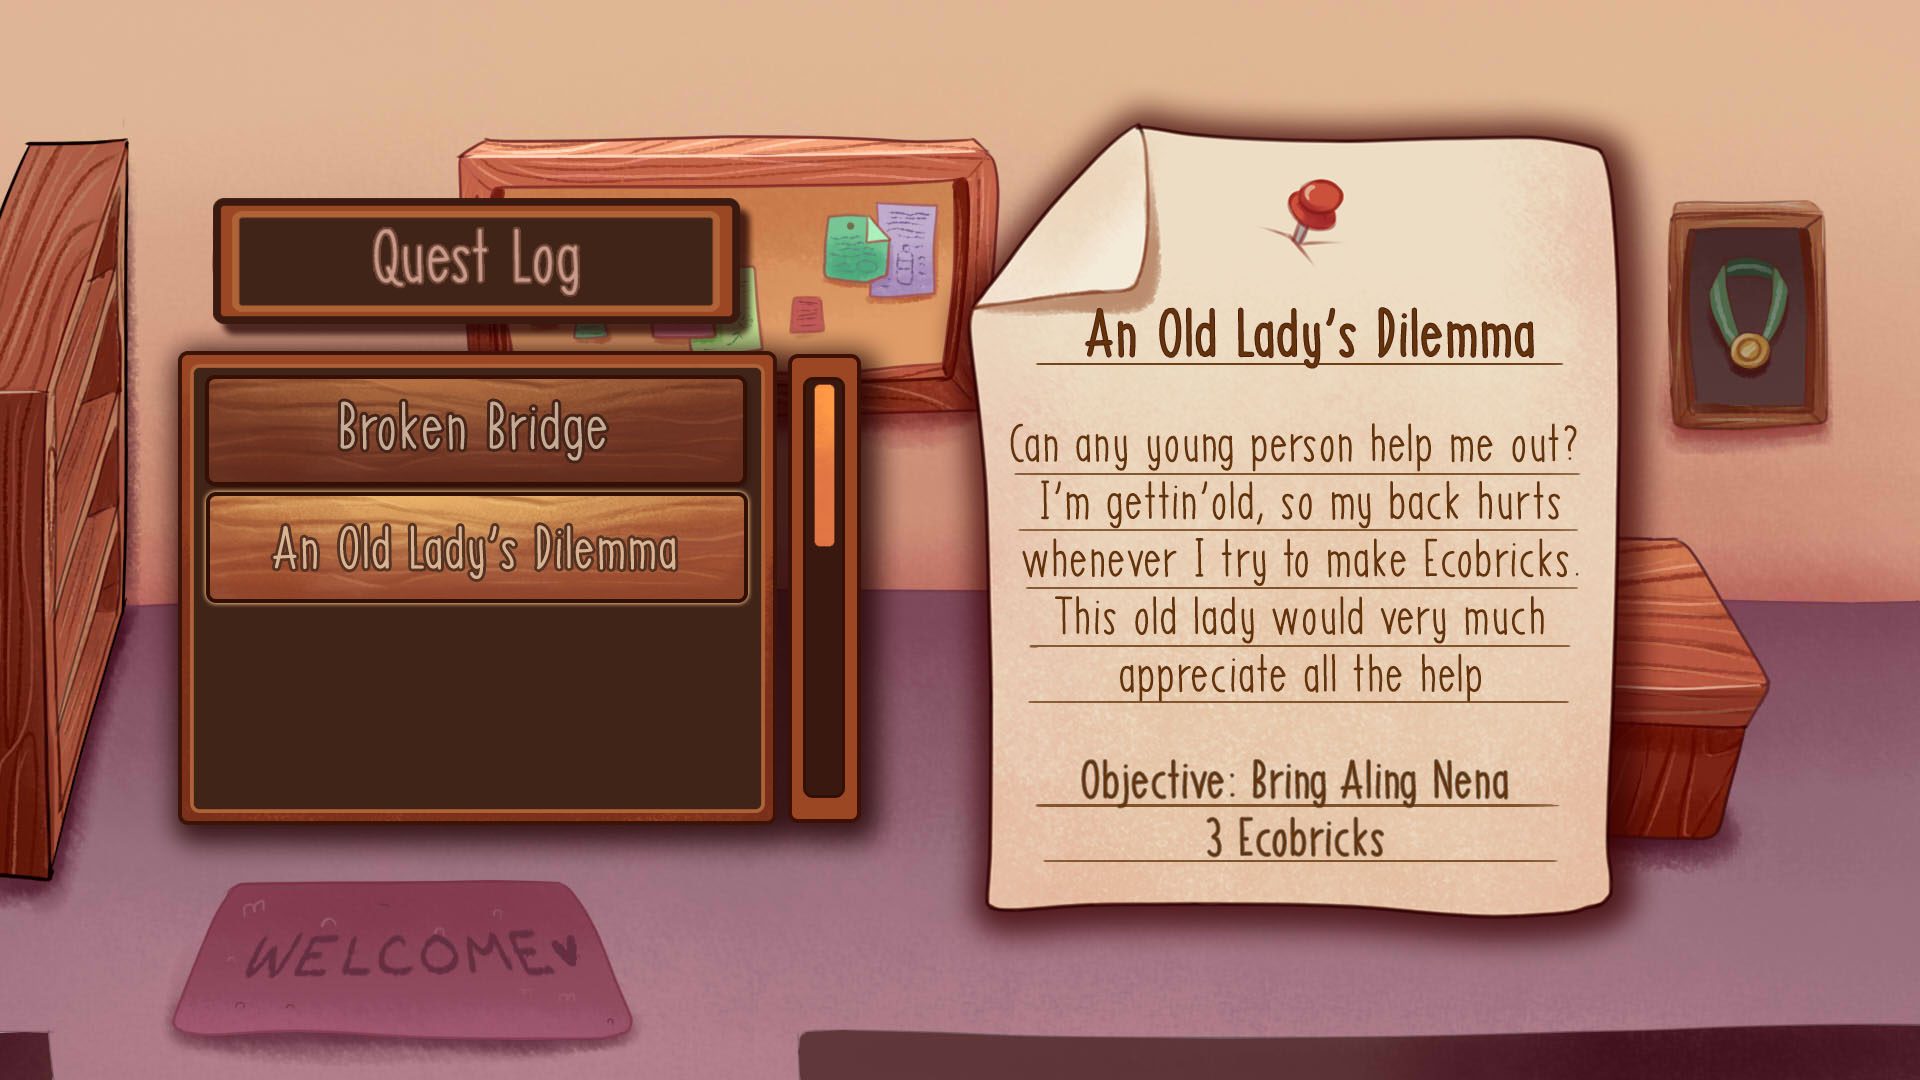 Quest Log
Broken Bridge
An Old Lady's Dilemma
An Old Lady's Dilemma
Can any young person help me out?
I'm gettin'old, so my back hurts
whenever I try to make Ecobricks.
This old lady would very much
appreciate all the help
Objective: Bring Aling Nena
3 Ecobricks
WELCOME♥